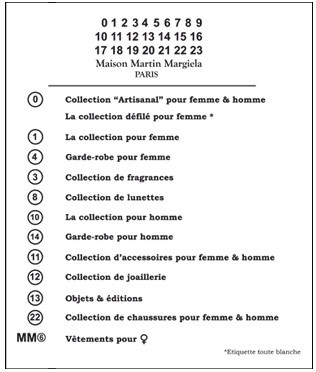 0 1 2 3 4 5 6 7 8 9
10 11 12 13 14 15 16
17 18 19 20 21 22 23
Maison Martin Margiela
PARIS
0 Collection “Artisanal” pour femme & homme
La collection défilé pour femme *
1 La collection pour femme
4 Garde-robe pour femme
3 Collection de fragrances
8 Collection de lunettes
10 La collection pour homme
14 Garde-robe pour homme
11 Collection d’accessoires pour femme & homme
12 Collection de joaillerie
13 Objets & éditions
22 Collection de chaussures pour femme & homme
MM⑥ Vêtements pour ♀
*Etiquette toute blanche